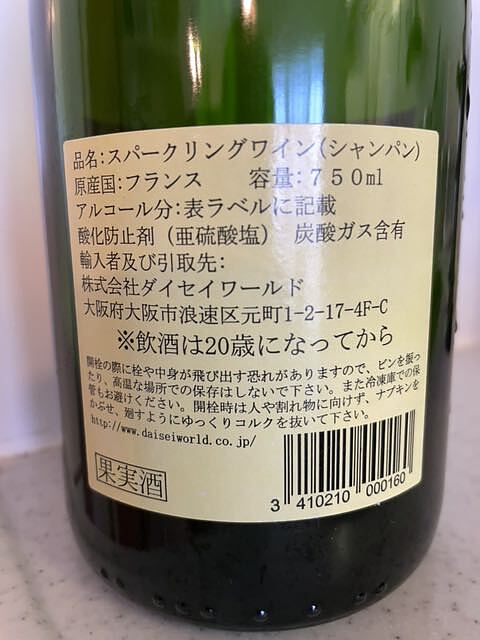 品名:スパークリングワイン(シャンパン)
原産国:フランス　　容量:７５０ml
アルコール分:表ラベルに記載
酸化防止剤（亜硫酸塩）　炭酸ガス含有
輸入者及び引取先:
株式会社ダイセイワールド
大阪府大阪市浪速区元町1-2-17-4F-C
※飲酒は20歳になってから
開栓の際に栓や中身が飛び出す恐れがありますので、ビンを振っ
たり、高温な場所での保存はしないで下さい。また冷凍庫での保
管もお避けください。開栓時は人や割れ物に向けず、ナプキンを
かぶせ、廻すようにゆっくりコルクを抜いて下さい。
http://www.daiseiworld.co.jp/
果実酒
3 410210 000160